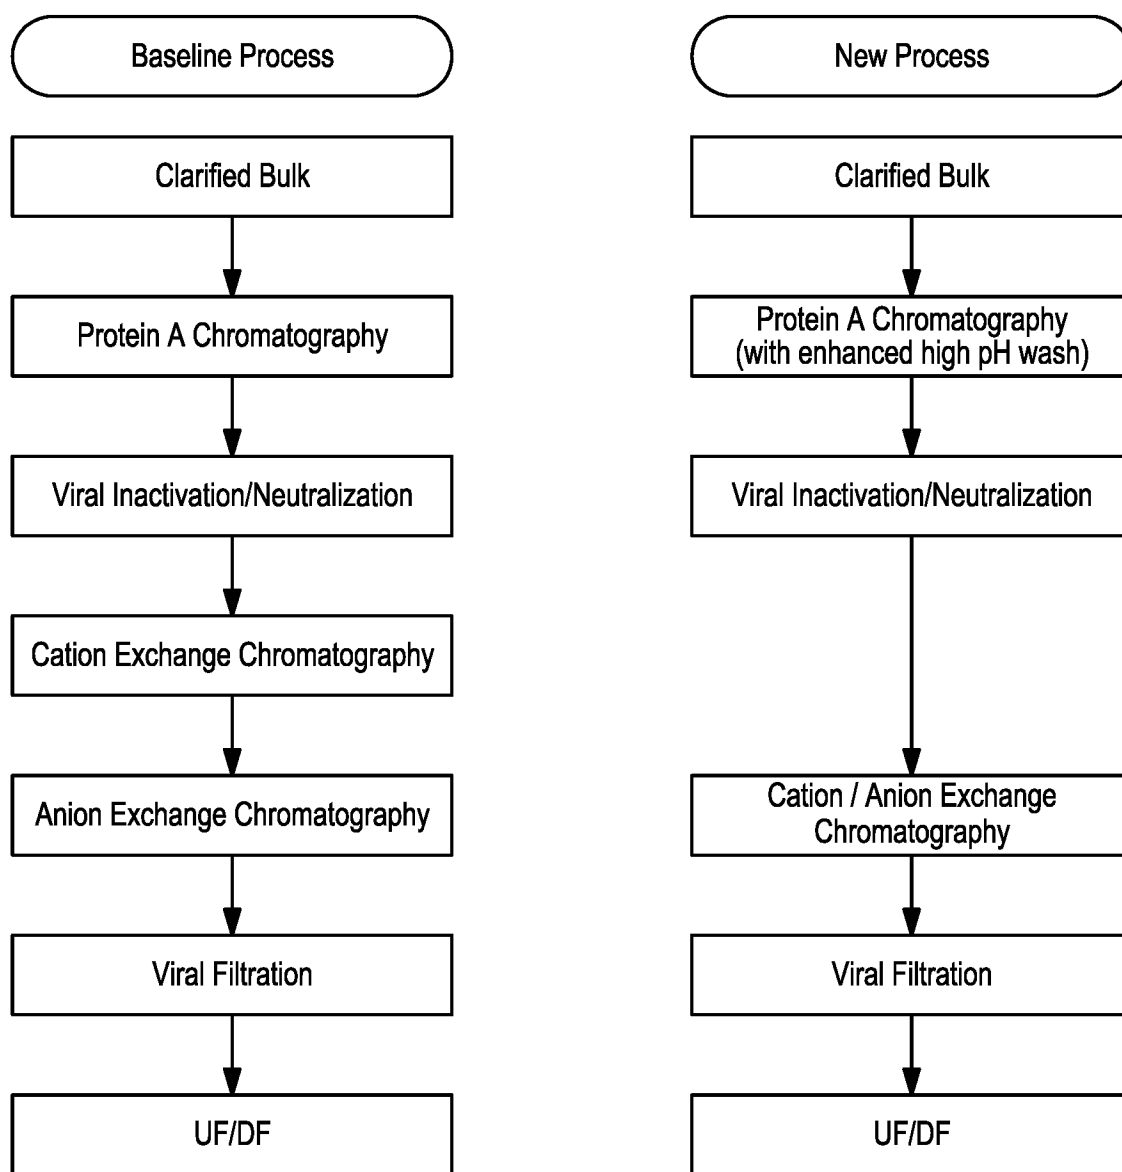 Baseline Process
Clarified Bulk
Protein A Chromatography
Viral Inactivation/Neutralization
Cation Exchange Chromatography
Anion Exchange Chromatography
Viral Filtration
UF/DF
New Process
Clarified Bulk
Protein A Chromatography
(with enhanced high pH wash)
Viral Inactivation/Neutralization
Cation / Anion Exchange
Chromatography
Viral Filtration
UF/DF